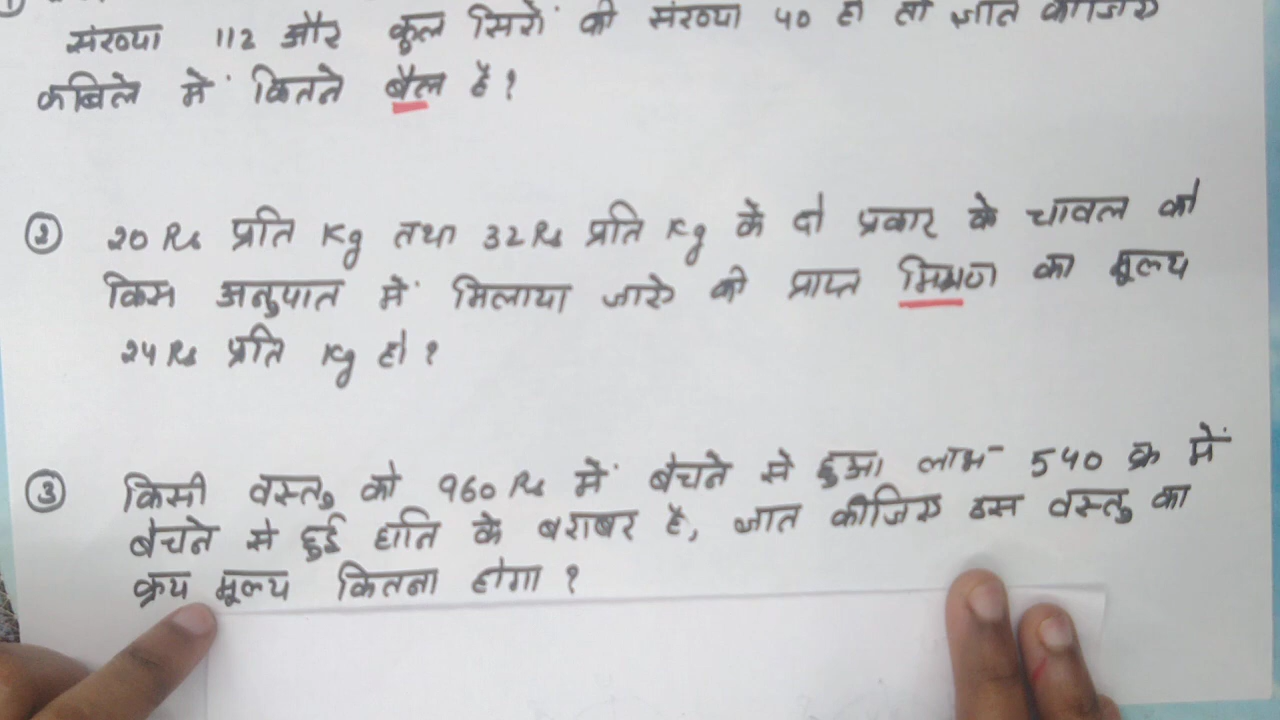 संख्या 112 और कुल सिरों की संख्या 40 हो तो ज्ञात कीजिए
कबिले में कितने बैल है ?
② 20 Rs प्रति Kg तथा 32 Rs प्रति Kg के दो प्रकार के चावल को
किस अनुपात में मिलाया जाए की प्राप्त मिश्रण का मूल्य
24 Rs प्रति Kg हो ?
③ किसी वस्तु को 960 Rs में बेचने से हुआ लाभ 540 रू में
बेचने से हुई हानि के बराबर है, ज्ञात कीजिए उस वस्तु का
क्रय मूल्य कितना होगा ?